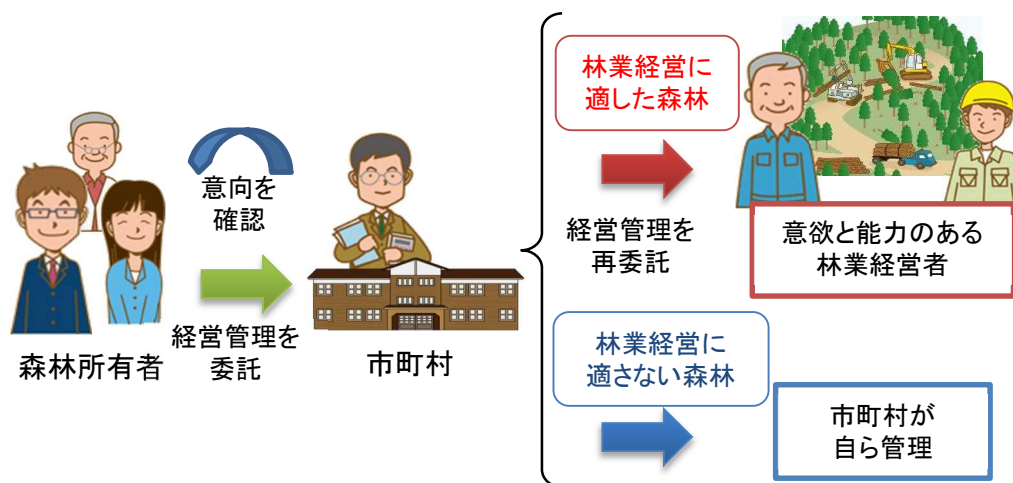 意向を
確認
経営管理を
委託
森林所有者
市町村
林業経営に
適した森林
経営管理を
再委託
意欲と能力のある
林業経営者
林業経営に
適さない森林
市町村が
自ら管理